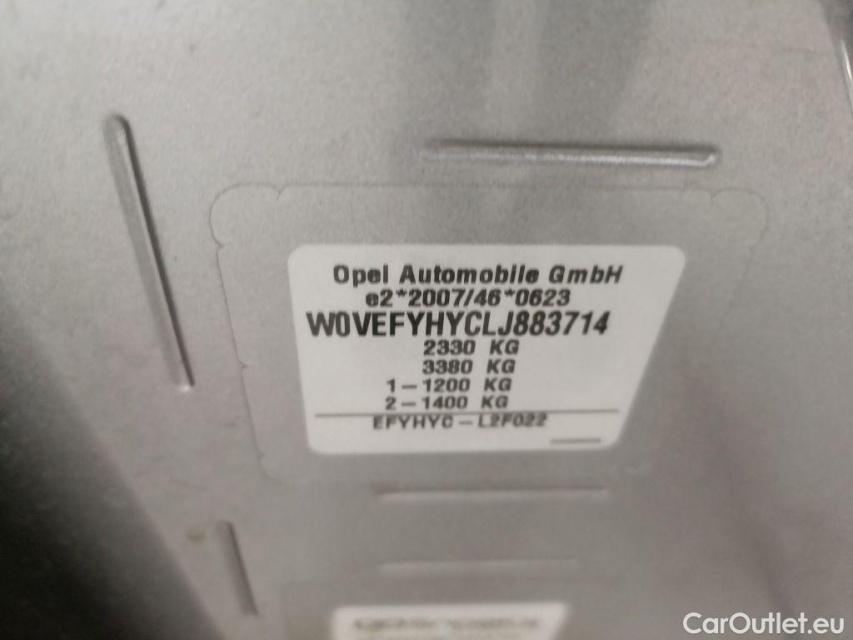 Opel Automobile GmbH
e2*2007/46*0623
W0VEFYHYCLJ883714
2330 KG
3380 KG
1-1200 KG
2-1400 KG
EFYHYC-L2F022
CarOutlet.eu